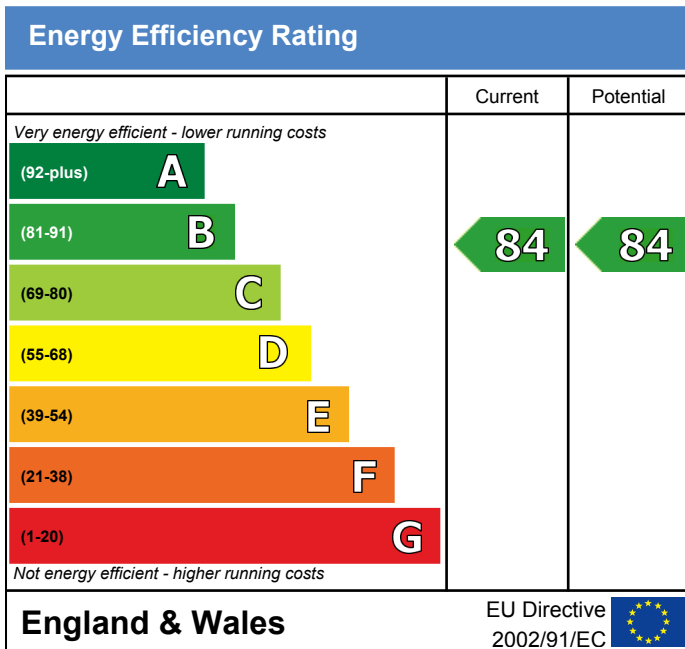 Energy Efficiency Rating
Current Potential
Very energy efficient - lower running costs
(92-plus) A
(81-91) B 84 84
(69-80) C
(55-68) D
(39-54) E
(21-38) F
(1-20) G
Not energy efficient - higher running costs
England & Wales
EU Directive
2002/91/EC